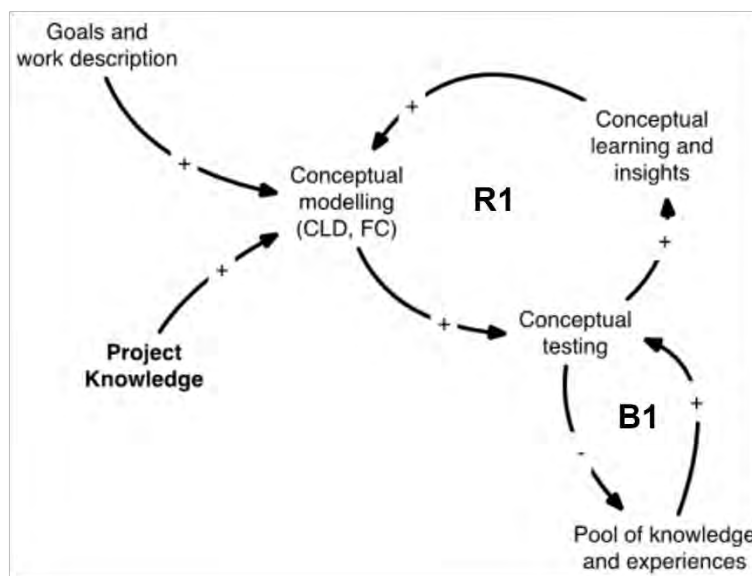 Goals and
work description
+
+
Conceptual
learning and
insights
Conceptual
modelling
(CLD, FC)
R1
+
+
+
Project
Knowledge
Conceptual
testing
B1
+
-
Pool of knowledge
and experiences